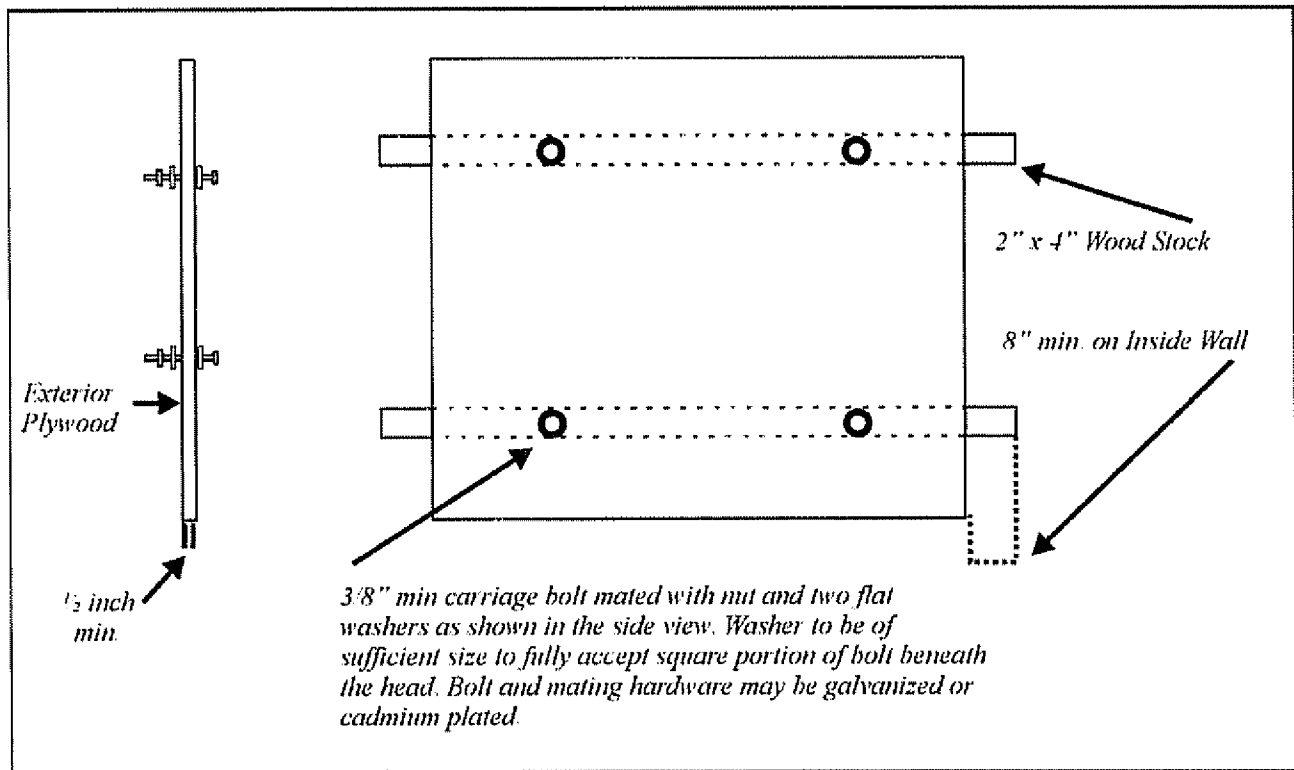 2" x 4" Wood Stock
8" min. on Inside Wall
Exterior
Plywood
½ inch
min.
3/8" min carriage bolt mated with nut and two flat
washers as shown in the side view. Washer to be of
sufficient size to fully accept square portion of bolt beneath
the head. Bolt and mating hardware may be galvanized or
cadmium plated.